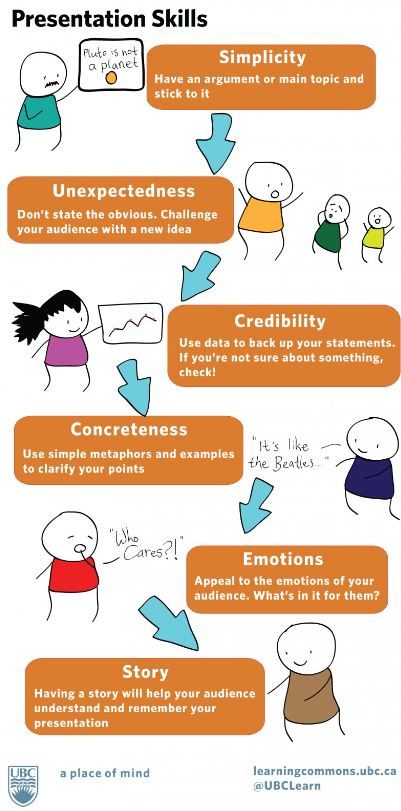 Presentation Skills
Pluto is not
a planet
Simplicity
Have an argument or main topic and
stick to it
Unexpectedness
Don't state the obvious. Challenge
your audience with a new idea
Credibility
Use data to back up your statements.
If you're not sure about something,
check!
Concreteness
Use simple metaphors and examples
to clarify your points
"It's like
the Beatles..."
"Who
Cares?!"
Emotions
Appeal to the emotions of your
audience. What's in it for them?
Story
Having a story will help your audience
understand and remember your
presentation
UBC
a place of mind
learningcommons.ubc.ca
@UBCLearn